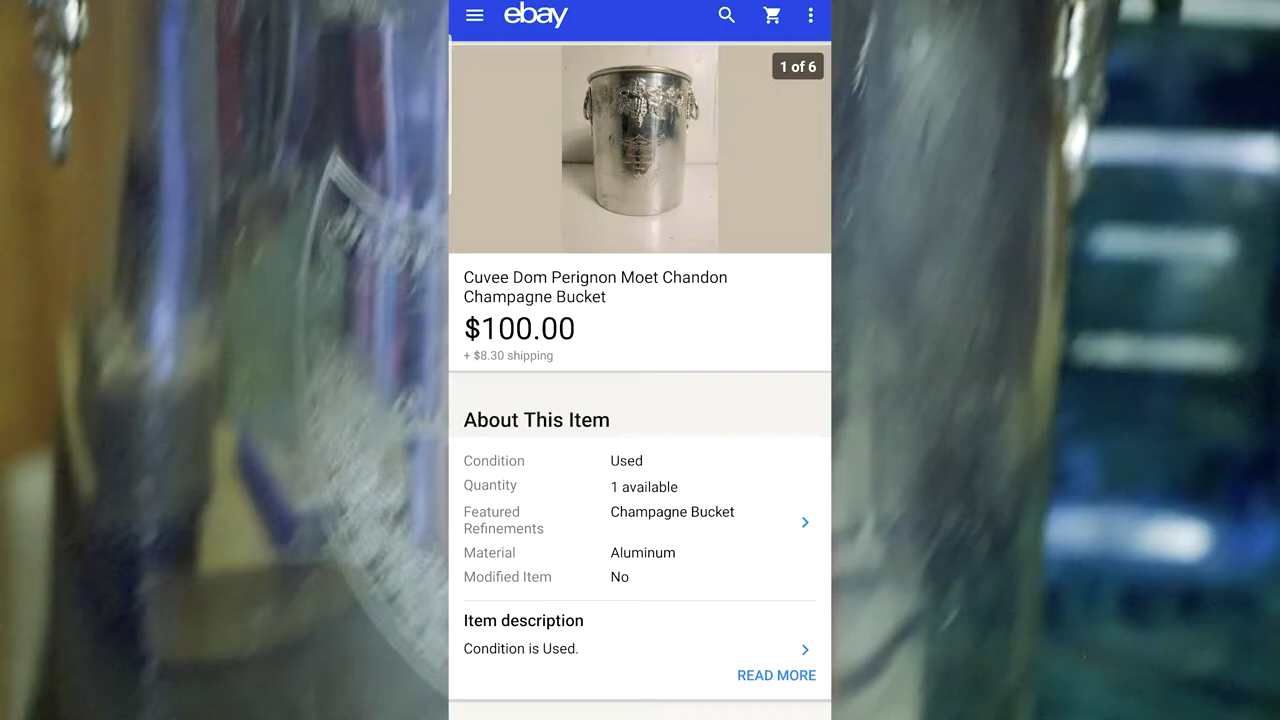 ebay
1 of 6
Cuvee Dom Perignon Moet Chandon
Champagne Bucket
$100.00
+ $8.30 shipping
About This Item
Condition Used
Quantity 1 available
Featured Refinements Champagne Bucket
Material Aluminum
Modified Item No
Item description
Condition is Used.
READ MORE